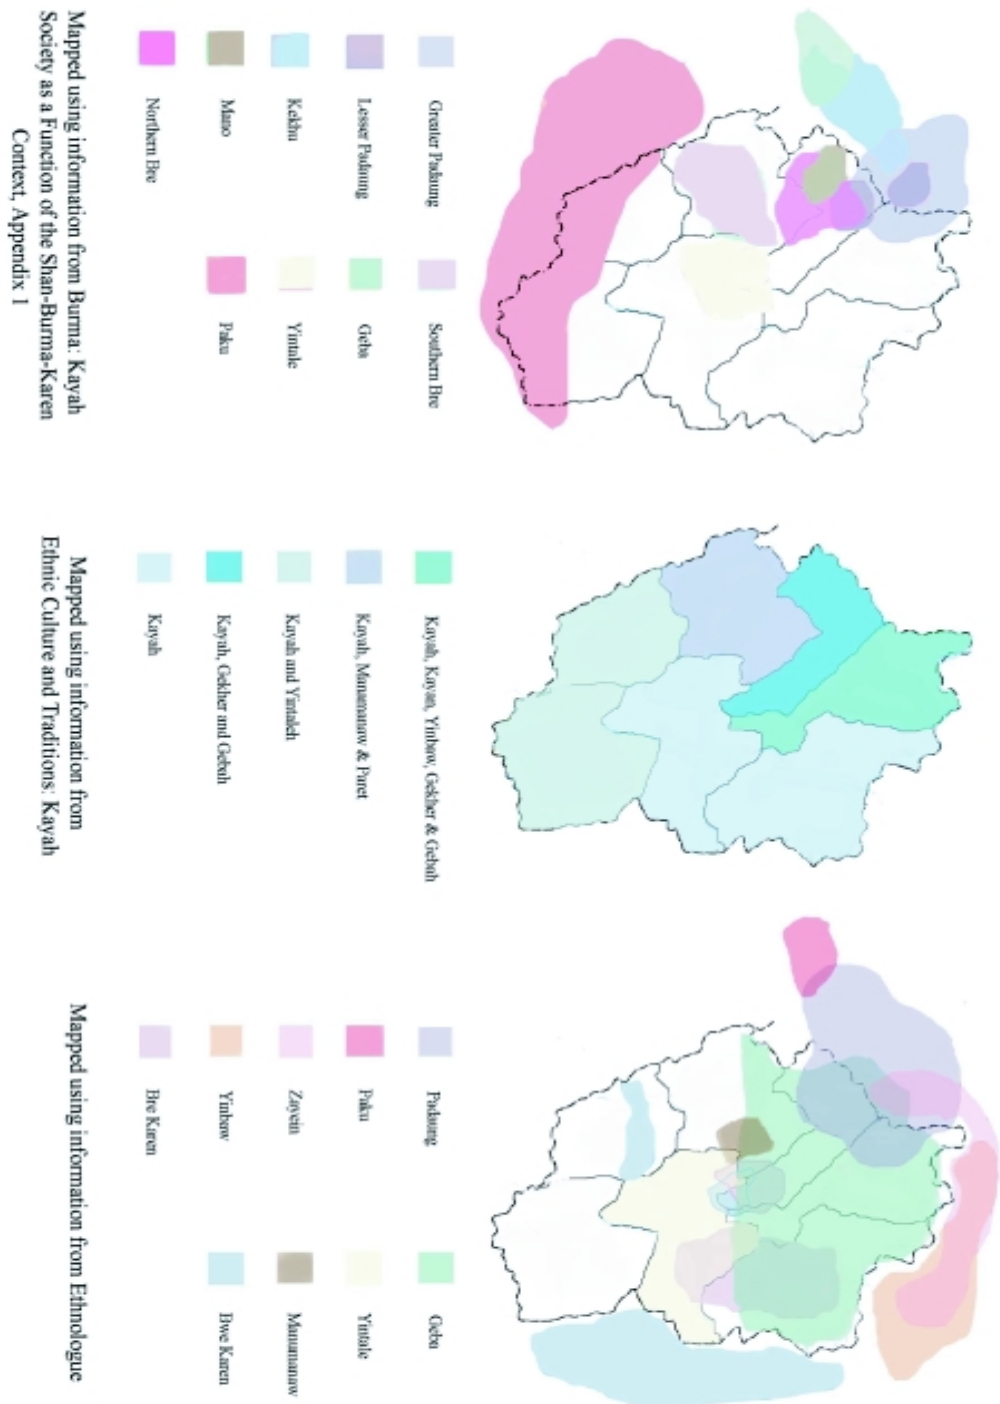 Greater Padaung
Southern Bre
Lesser Padaung
Geba
Kekhu
Yintale
Mano
Paku
Northern Bre
Mapped using information from Burma: Kayah
Society as a Function of the Shan-Burma-Karen
Context, Appendix 1
Kayah, Kayan, Yinbaw, Gekher & Gebah
Kayah, Manamanaw & Paret
Kayah and Yintaleh
Kayah, Gekher and Gebah
Kayah
Mapped using information from
Ethnic Culture and Traditions: Kayah
Padaung
Geba
Paku
Yintale
Zayein
Manumanaw
Yinbaw
Bwe Karen
Bre Karen
Mapped using information from Ethnologue